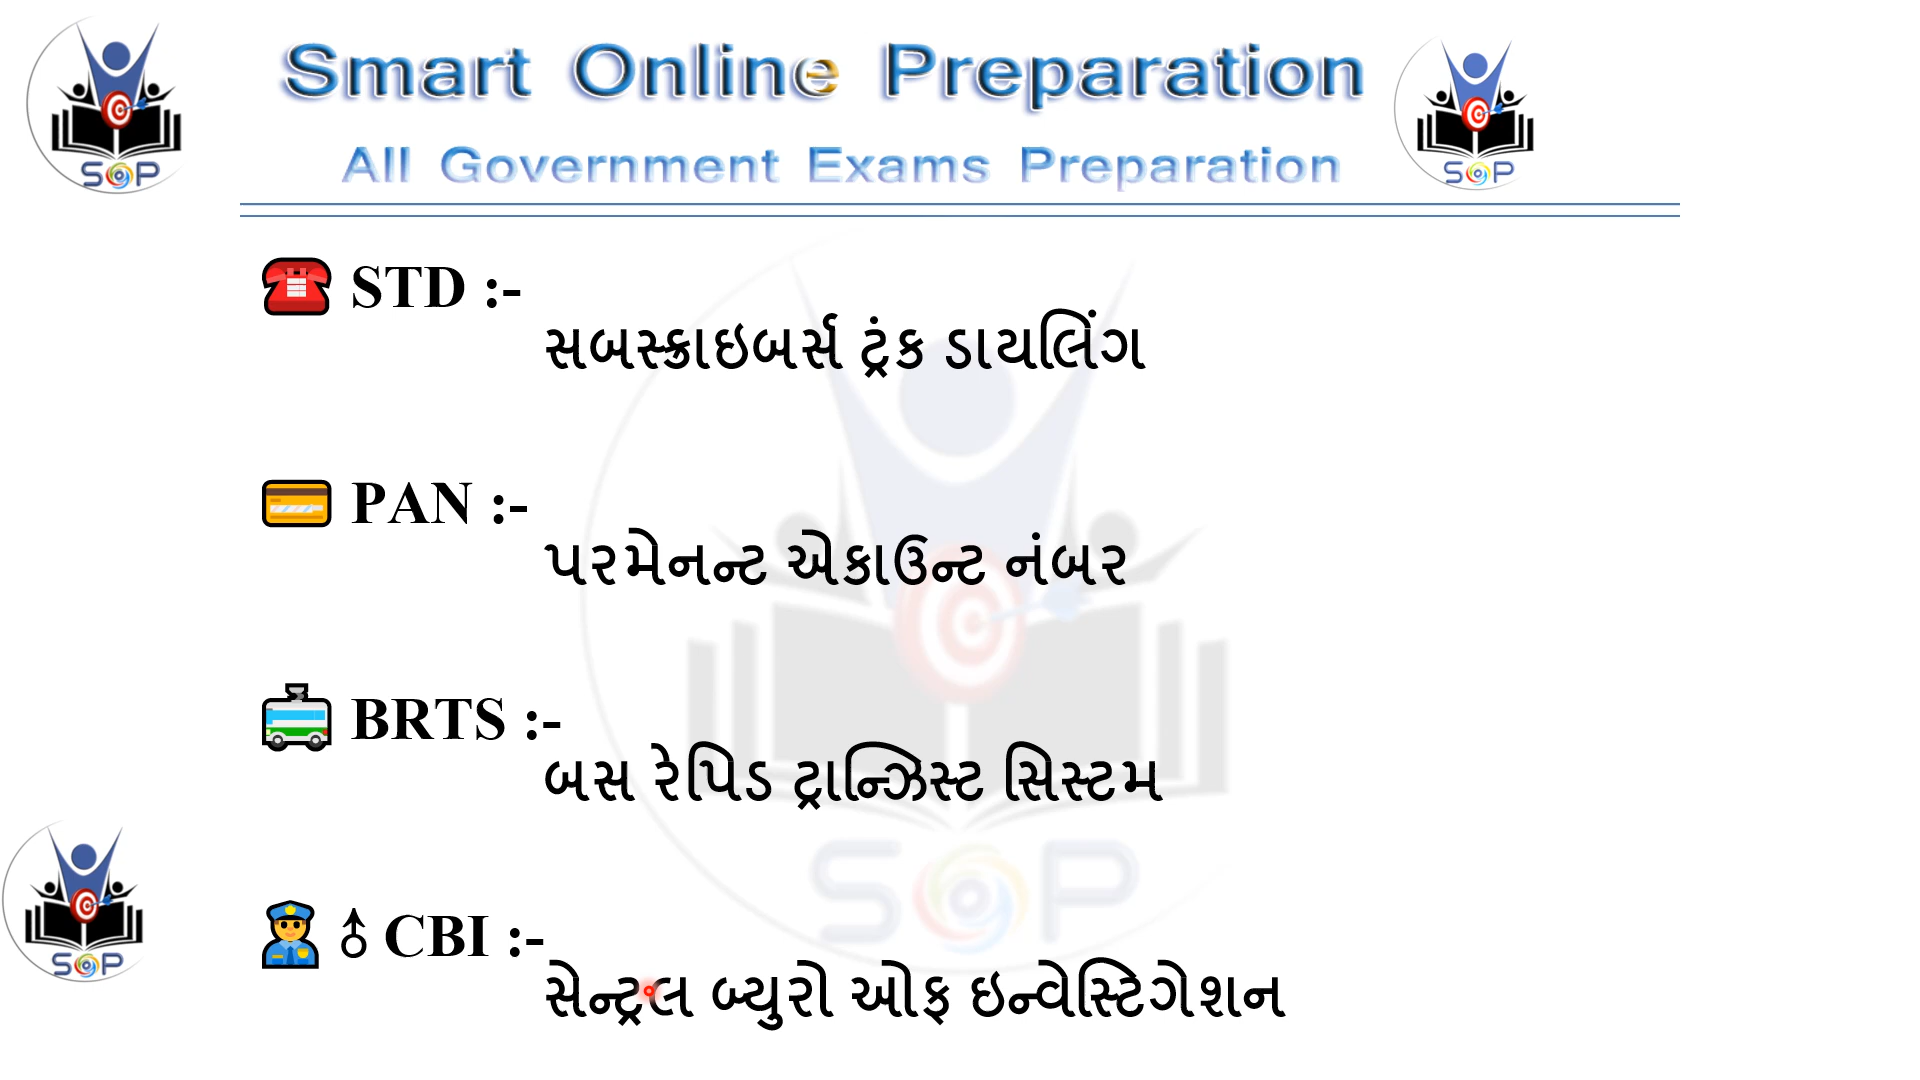 Smart Online Preparation
All Government Exams Preparation
SOP
SOP
☎️ STD :-
સબસ્ક્રાઇબર્સ ટ્રંક ડાયલિંગ
💳 PAN :-
પરમેનન્ટ એકાઉન્ટ નંબર
🚎 BRTS :-
બસ રેપિડ ટ્રાન્ઝિસ્ટ સિસ્ટમ
SOP
👮 ♂ CBI :-
સેન્ટ્રલ બ્યુરો ઓફ ઇન્વેસ્ટિગેશન
SOP